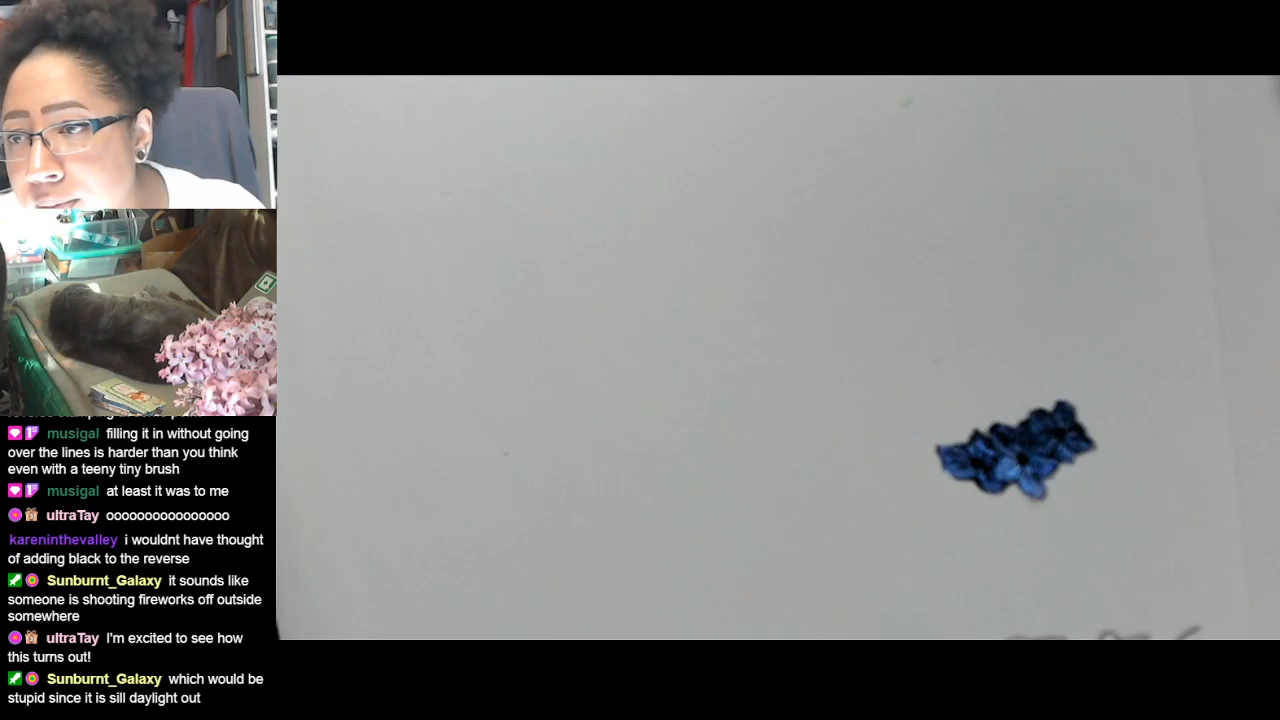 musigal filling it in without going
over the lines is harder than you think
even with a teeny tiny brush
musigal at least it was to me
ultraTay oooooooooooooooo
kareninthevalley i wouldnt have thought
of adding black to the reverse
Sunburnt_Galaxy it sounds like
someone is shooting fireworks off outside
somewhere
ultraTay I'm excited to see how
this turns out!
Sunburnt_Galaxy which would be
stupid since it is sill daylight out